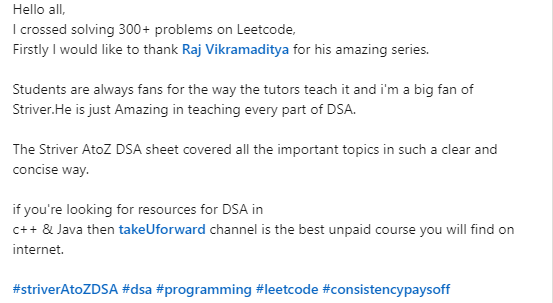 Hello all,
I crossed solving 300+ problems on Leetcode,
Firstly I would like to thank Raj Vikramaditya for his amazing series.
Students are always fans for the way the tutors teach it and i'm a big fan of
Striver.He is just Amazing in teaching every part of DSA.
The Striver AtoZ DSA sheet covered all the important topics in such a clear and
concise way.
if you're looking for resources for DSA in
c++ & Java then takeUforward channel is the best unpaid course you will find on
internet.
#striverAtoZDSA #dsa #programming #leetcode #consistencypaysoff